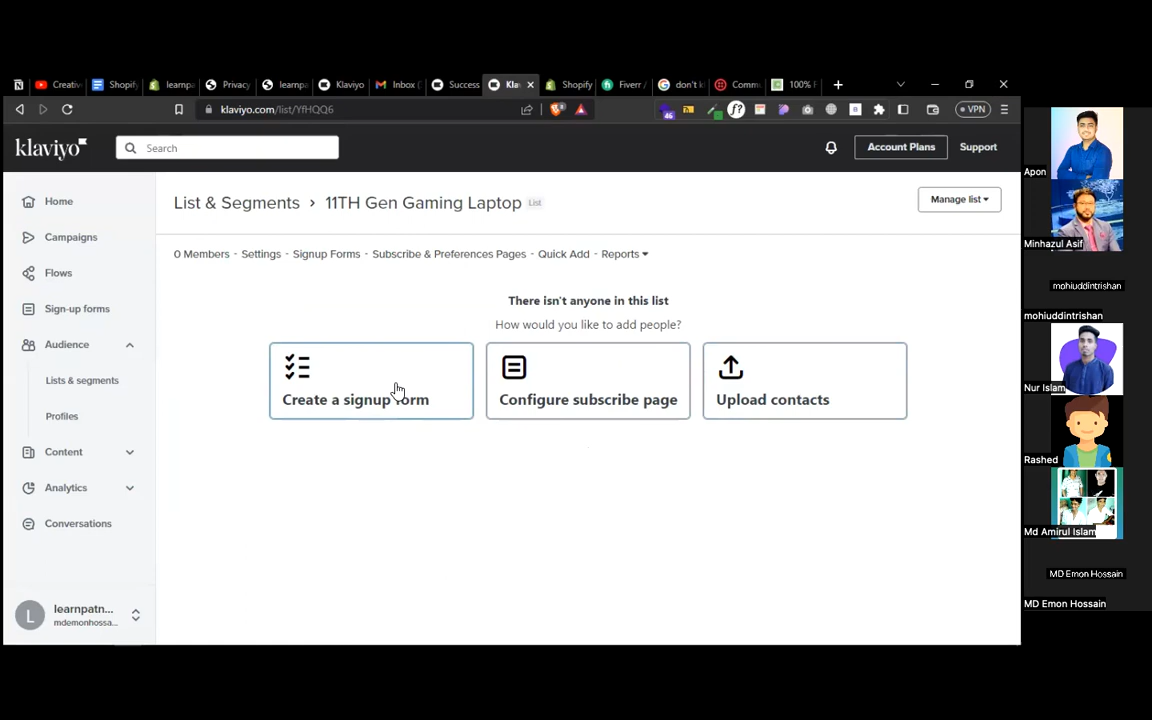 Creativ
Shopify
learnpa
Privacy
learnpa
Klaviyo
Inbox (
Success
Kla
Shopify
Fiverr /
don't k
Commu
100% F
klaviyo.com/list/YfHQQ6
46
f?
VPN
klaviyo
Search
Account Plans
Support
Home
Campaigns
Flows
Sign-up forms
Audience
Lists & segments
Profiles
Content
Analytics
Conversations
L
learnpatn...
mdemonhossa...
List & Segments › 11TH Gen Gaming Laptop List
Manage list
0 Members - Settings - Signup Forms - Subscribe & Preferences Pages - Quick Add - Reports
There isn't anyone in this list
How would you like to add people?
Create a signup form
Configure subscribe page
Upload contacts
Apon
Minhazul Asif
mohiuddintrishan
mohiuddintrishan
Nur Islam
Rashed
Md Amirul Islam
MD Emon Hossain
MD Emon Hossain